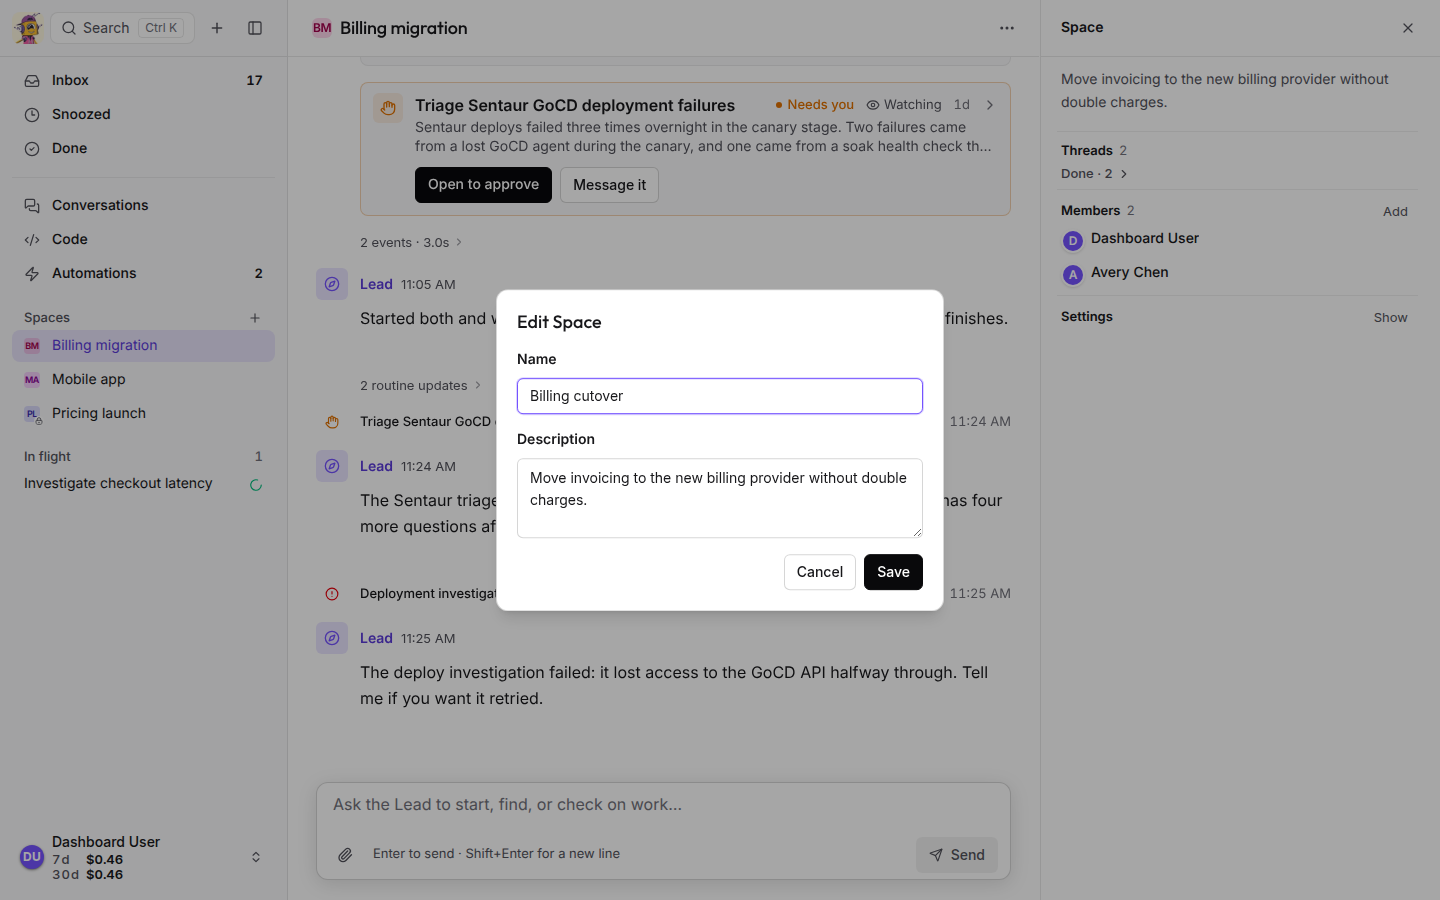 Search Ctrl K
Inbox 17
Snoozed
Done
Conversations
Code
Automations 2
Spaces
BM Billing migration
MA Mobile app
PL Pricing launch
In flight 1
Investigate checkout latency
DU Dashboard User
7d $0.46
30d $0.46
BM Billing migration
Triage Sentaur GoCD deployment failures Needs you Watching 1d
Sentaur deploys failed three times overnight in the canary stage. Two failures came
from a lost GoCD agent during the canary, and one came from a soak health check th...
Open to approve Message it
2 events · 3.0s
Lead 11:05 AM
Started both and finishes.
2 routine updates
Triage Sentaur GoCD 11:24 AM
Lead 11:24 AM
The Sentaur triage has four
more questions
Deployment 11:25 AM
Lead 11:25 AM
The deploy investigation failed: it lost access to the GoCD API halfway through. Tell
me if you want it retried.
Ask the Lead to start, find, or check on work...
Enter to send · Shift+Enter for a new line
Send
Edit Space
Name
Billing cutover
Description
Move invoicing to the new billing provider without double
charges.
Cancel Save
Space
Move invoicing to the new billing provider without
double charges.
Threads 2
Done · 2
Members 2 Add
D Dashboard User
A Avery Chen
Settings Show